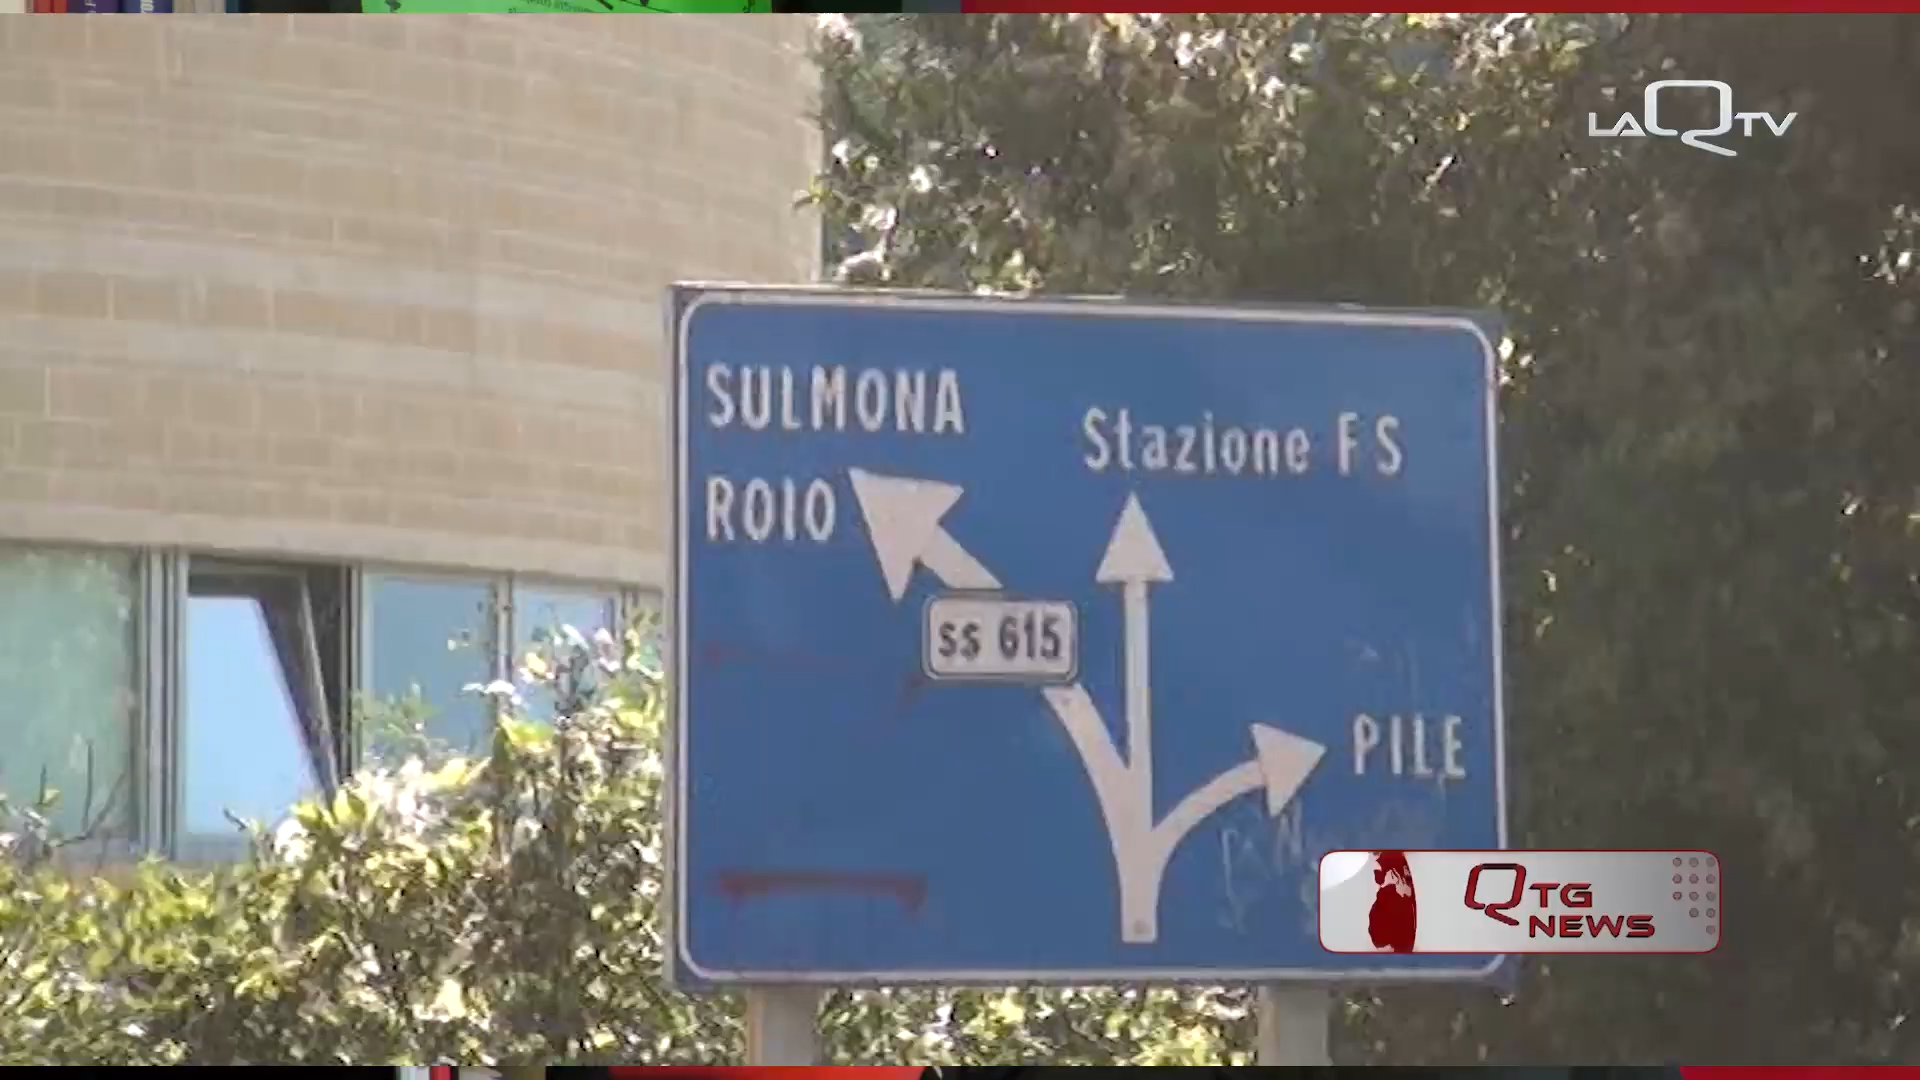 LAQTV
SULMONA
ROIO
Stazione FS
ss 615
PILE
QTG
NEWS